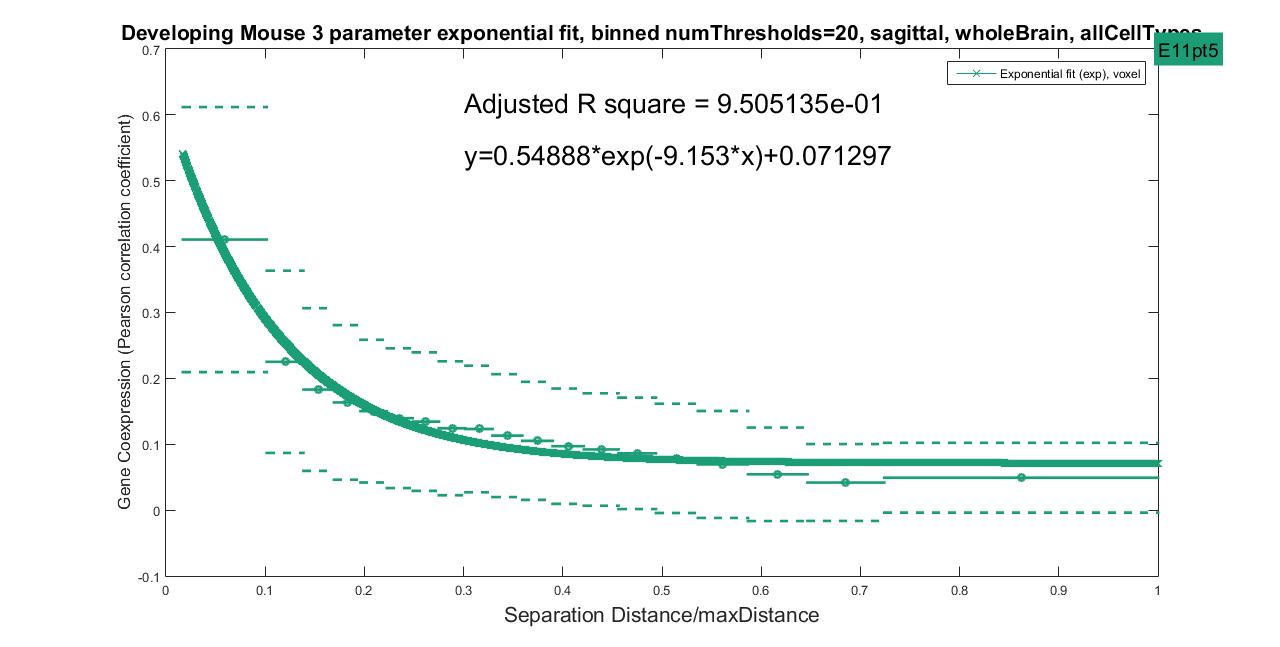 Developing Mouse 3 parameter exponential fit, binned numThresholds=20, sagittal, wholeBrain, allCellTypes
E11pt5
Exponential fit (exp), voxel
Adjusted R square = 9.505135e-01
y=0.54888*exp(-9.153*x)+0.071297
Gene Coexpression (Pearson correlation coefficient)
0.7
0.6
0.5
0.4
0.3
0.2
0.1
0
-0.1
0 0.1 0.2 0.3 0.4 0.5 0.6 0.7 0.8 0.9 1
Separation Distance/maxDistance